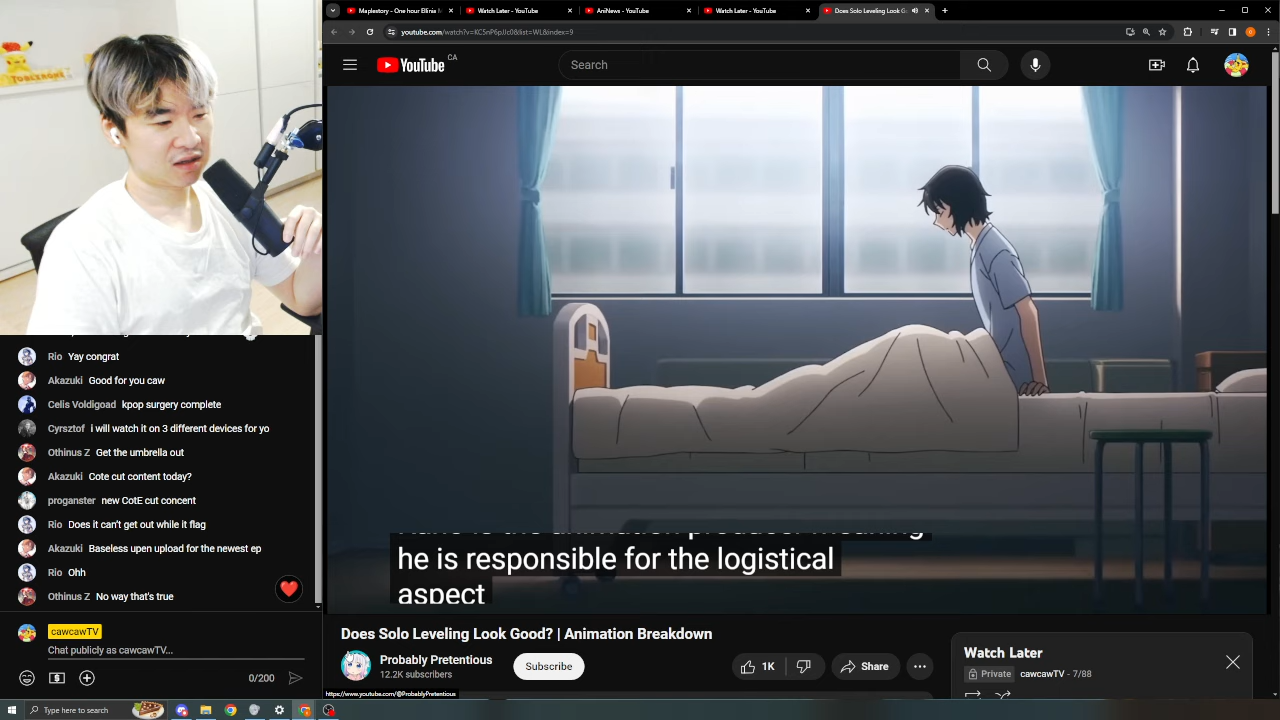 Maplestory - One hour Ellinia M
Watch Later - YouTube
AniNews - YouTube
Watch Later - YouTube
Does Solo Leveling Look G
youtube.com/watch?v=KC5nP6pJJc0&list=WL&index=9
TOBLERONE
YouTube CA
Search
he is responsible for the logistical
aspect
Rio Yay congrat
Akazuki Good for you caw
Celis Voldigoad kpop surgery complete
Cyrsztof i will watch it on 3 different devices for yo
Othinus Z Get the umbrella out
Akazuki Cote cut content today?
proganster new CotE cut concent
Rio Does it can't get out while it flag
Akazuki Baseless upen upload for the newest ep
Rio Ohh
Othinus Z No way that's true
cawcawTV
Chat publicly as cawcawTV...
0/200
Does Solo Leveling Look Good? | Animation Breakdown
Probably Pretentious
12.2K subscribers
Subscribe
1K
Share
Watch Later
Private cawcawTV - 7/88
https://www.youtube.com/@ProbablyPretentious
Type here to search